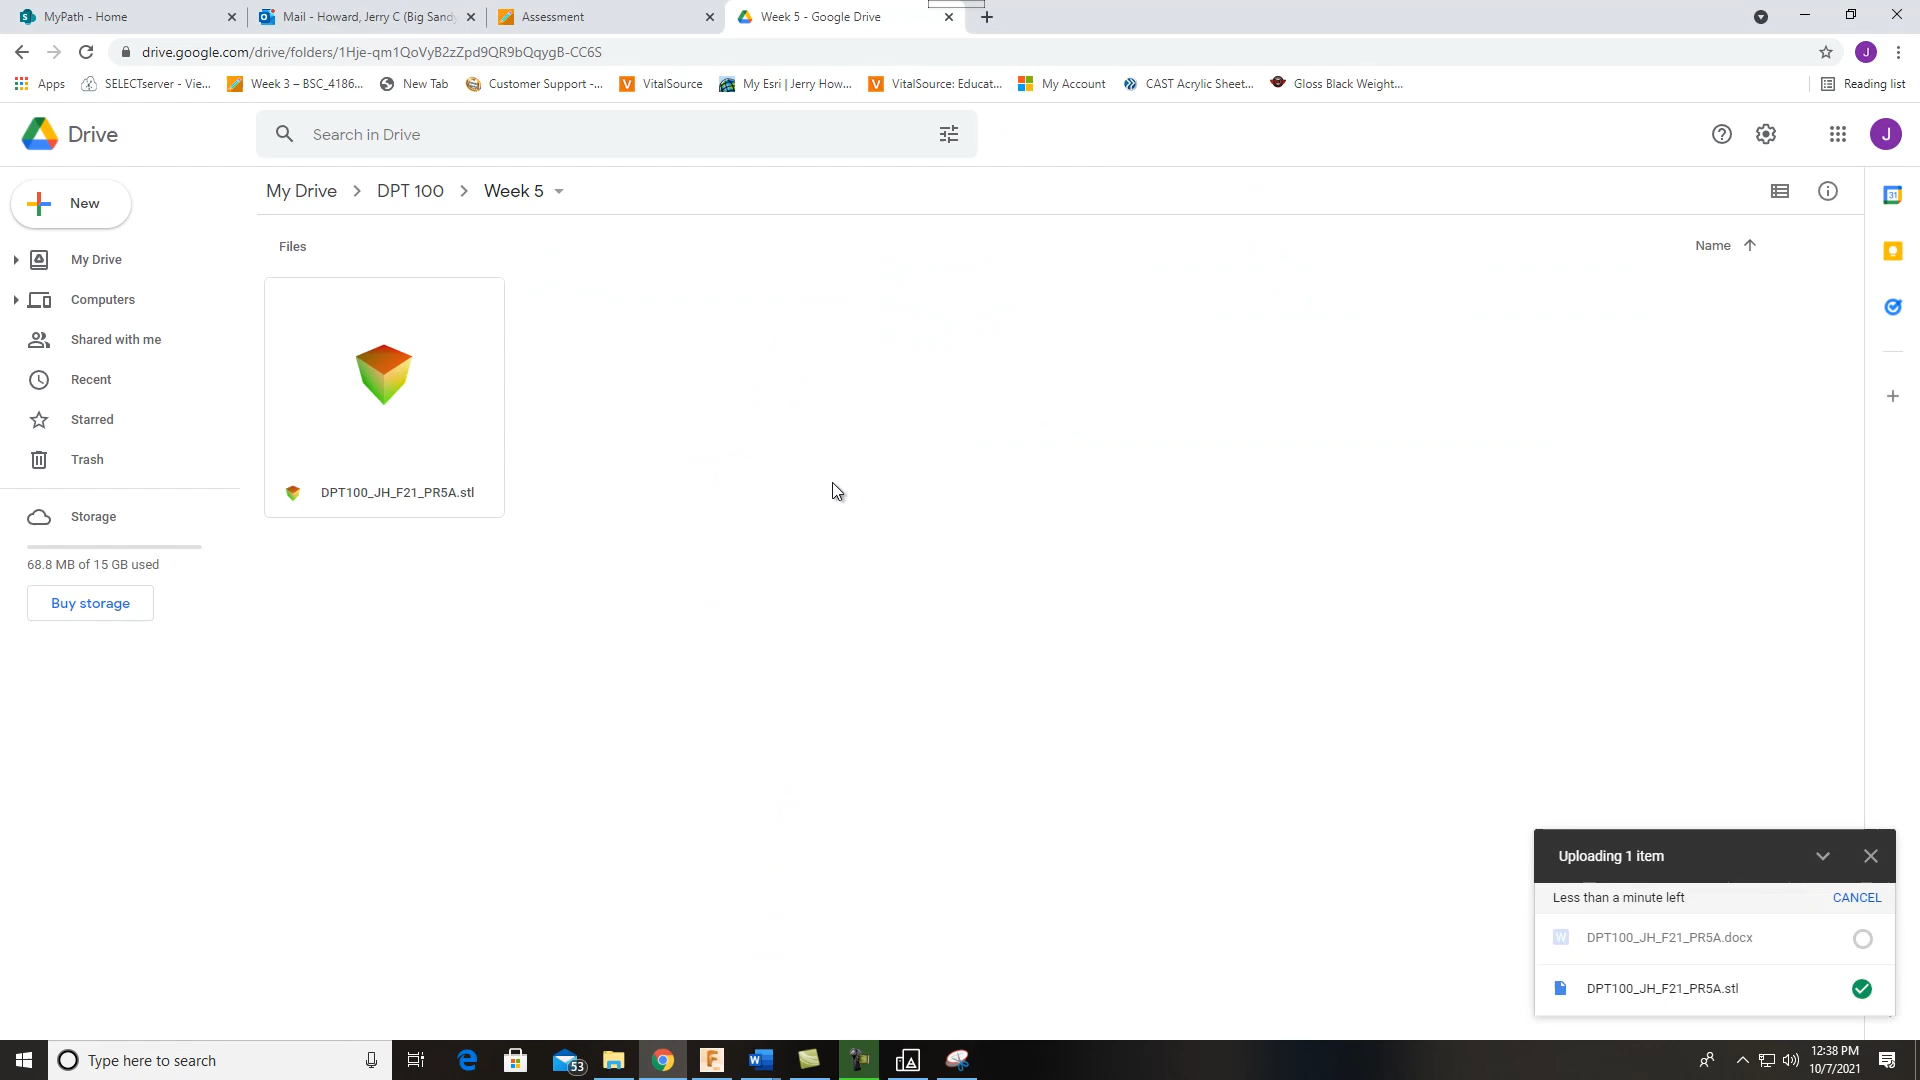 MyPath - Home
Mail - Howard, Jerry C (Big Sandy
Assessment
Week 5 - Google Drive
drive.google.com/drive/folders/1Hje-qm1QoVyB2zZpd9QR9bQqygB-CC6S
J
Apps
SELECTserver - Vie...
Week 3 – BSC_4186...
New Tab
Customer Support -...
VitalSource
My Esri | Jerry How...
VitalSource: Educat...
My Account
CAST Acrylic Sheet...
Gloss Black Weight...
Reading list
Drive
Search in Drive
J
New
My Drive
DPT 100
Week 5
31
Files
Name
My Drive
Computers
Shared with me
Recent
Starred
Trash
Storage
68.8 MB of 15 GB used
Buy storage
DPT100_JH_F21_PR5A.stl
Uploading 1 item
Less than a minute left
CANCEL
DPT100_JH_F21_PR5A.docx
DPT100_JH_F21_PR5A.stl
Type here to search
53
12:38 PM
10/7/2021